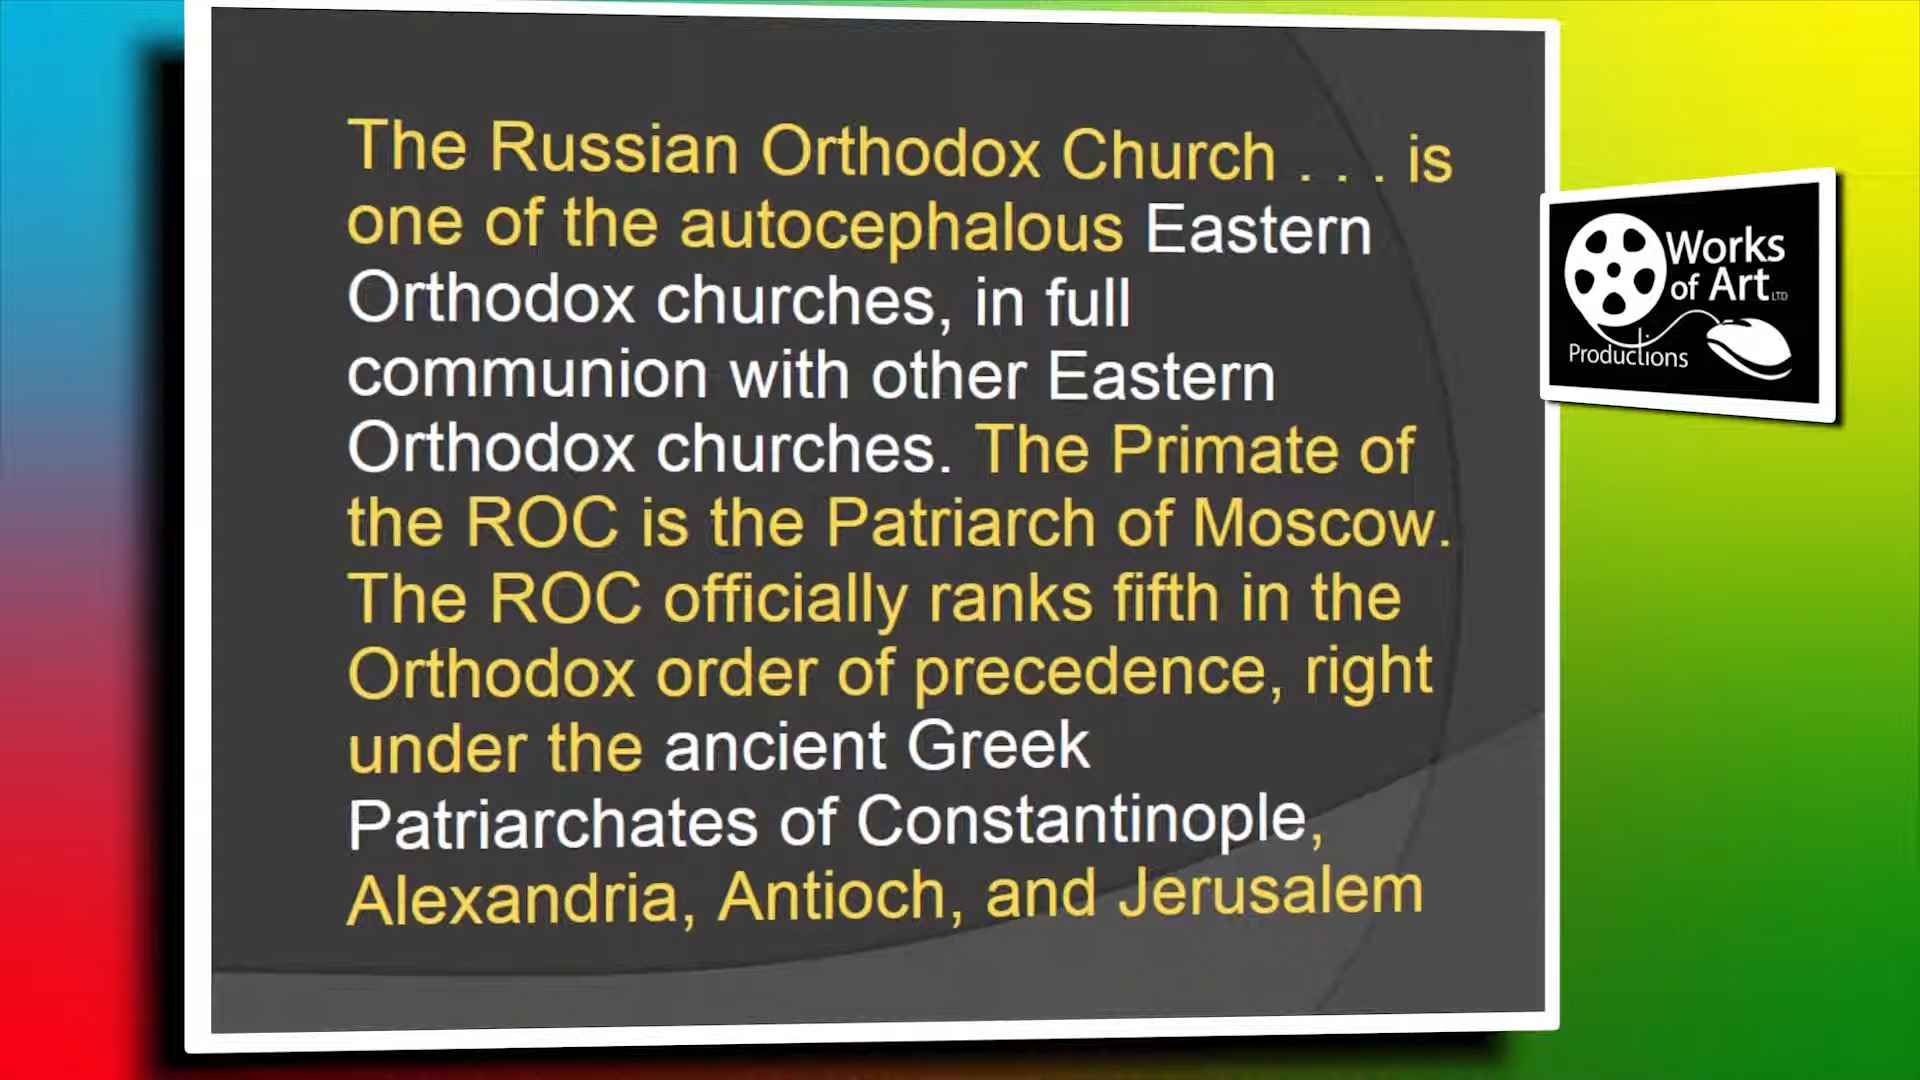 The Russian Orthodox Church . . . is
one of the autocephalous Eastern
Orthodox churches, in full
communion with other Eastern
Orthodox churches. The Primate of
the ROC is the Patriarch of Moscow.
The ROC officially ranks fifth in the
Orthodox order of precedence, right
under the ancient Greek
Patriarchates of Constantinople,
Alexandria, Antioch, and Jerusalem
Works
of Art LTD
Productions